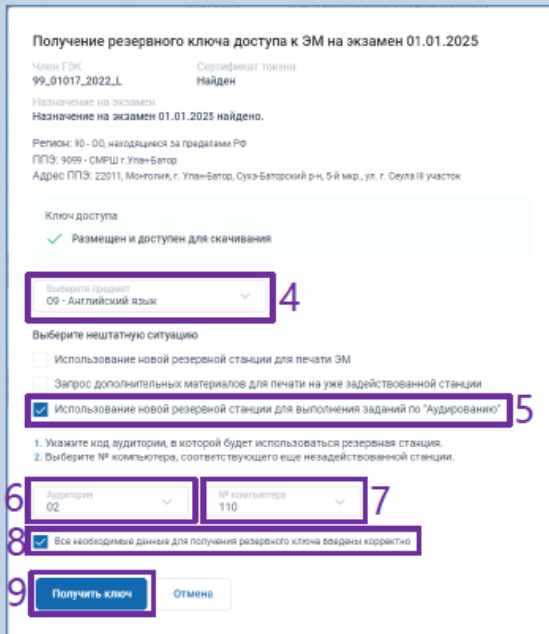 Получение резервного ключа доступа к ЭМ на экзамен 01.01.2025
Член ГЭК Сертификат токена
99_01017_2022_L Найден
Назначение на экзамен
Назначение на экзамен 01.01.2025 найдено.
Регион: 90 - ОО, находящиеся за пределами РФ
ППЭ: 9099 - СМРШ г.Улан-Батор
Адрес ППЭ: 22011, Монголия, г. Улан-Батор, Сухэ-Баторский р-н, 5-й мкр., ул. г. Сеула III участок
Ключ доступа
Размещен и доступен для скачивания
Выберите предмет
09 - Английский язык
4
Выберите нештатную ситуацию
Использование новой резервной станции для печати ЭМ
Запрос дополнительных материалов для печати на уже задействованной станции
Использование новой резервной станции для выполнения заданий по "Аудированию" 5
1. Укажите код аудитории, в которой будет использоваться резервная станция.
2. Выберите № компьютера, соответствующего еще незадействованной станции.
6 Аудитория № компьютера 7
02 110
8 Все необходимые данные для получения резервного ключа введены корректно
9 Получить ключ Отмена